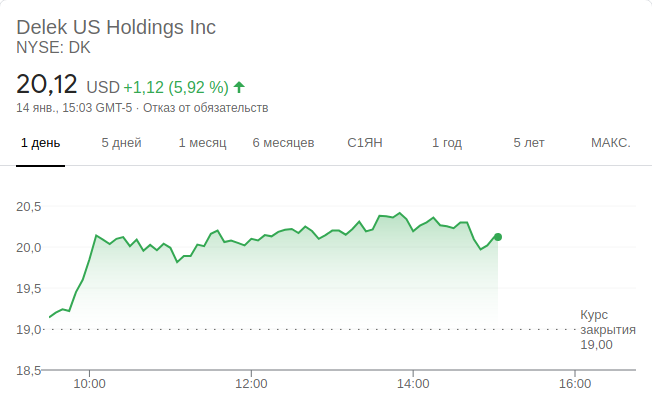 Delek US Holdings Inc
NYSE: DK
20,12 USD +1,12 (5,92 %)
14 янв., 15:03 GMT-5 · Отказ от обязательств
1 день 5 дней 1 месяц 6 месяцев С1ЯН 1 год 5 лет МАКС.
20,5
20,0
19,5
19,0
18,5
Курс
закрытия
19,00
10:00 12:00 14:00 16:00